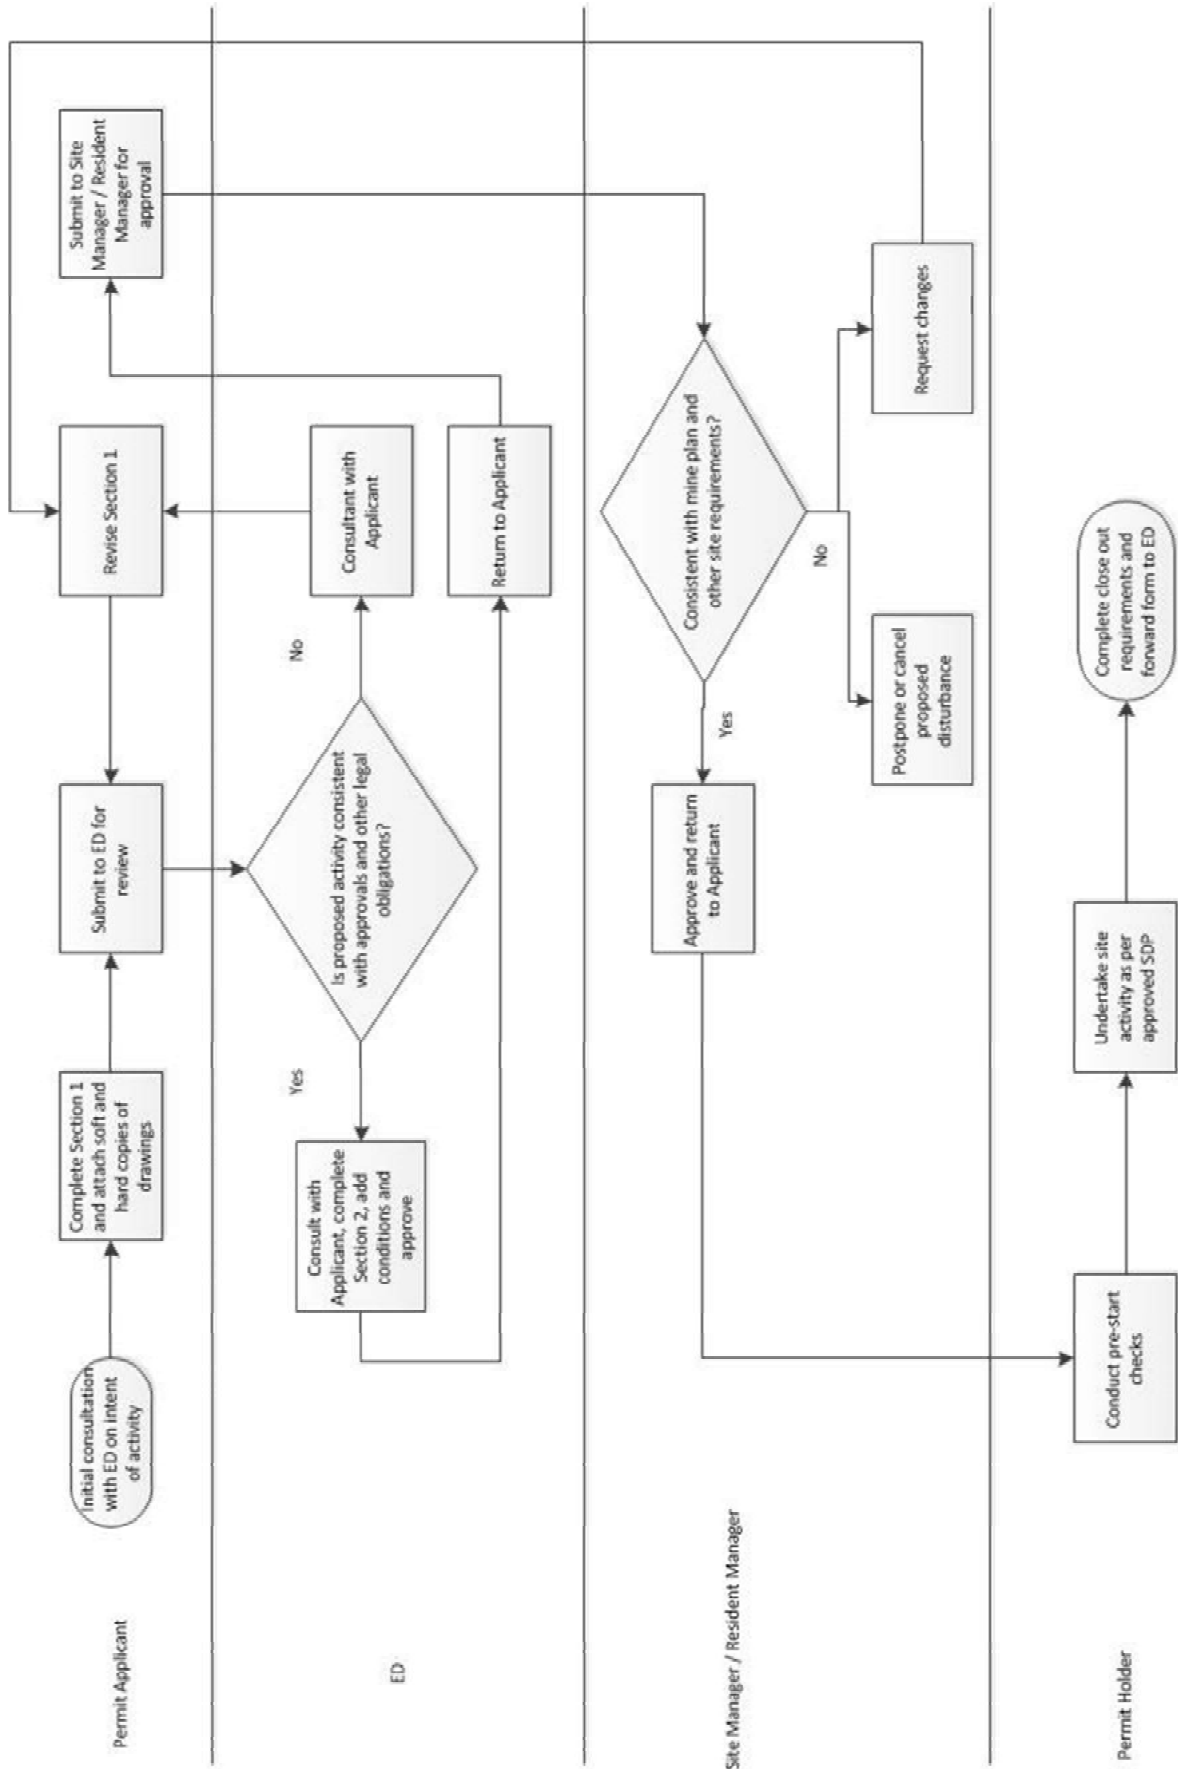 Permit Applicant
Initial consultation
with ED on intent
of activity
Complete Section 1
and attach soft and
hard copies of
drawings
Submit to ED for
review
Revise Section 1
Submit to Site
Manager / Resident
Manager for
approval
ED
Consult with
Applicant, complete
Section 2, add
conditions and
approve
Yes
Is proposed activity consistent
with approvals and other legal
obligations?
No
Consultant with
Applicant
Return to Applicant
Site Manager / Resident Manager
Approve and return
to Applicant
Yes
Consistent with mine plan and
other site requirements?
No
Postpone or cancel
proposed
disturbance
Request changes
Permit Holder
Conduct pre-start
checks
Undertake site
activity as per
approved SDP
Complete close out
requirements and
forward form to ED